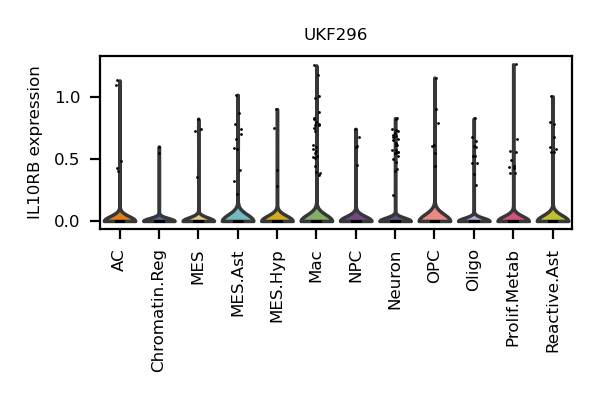 UKF296
IL10RB expression
1.0
0.5
0.0
AC
Chromatin.Reg
MES
MES.Ast
MES.Hyp
Mac
NPC
Neuron
OPC
Oligo
Prolif.Metab
Reactive.Ast